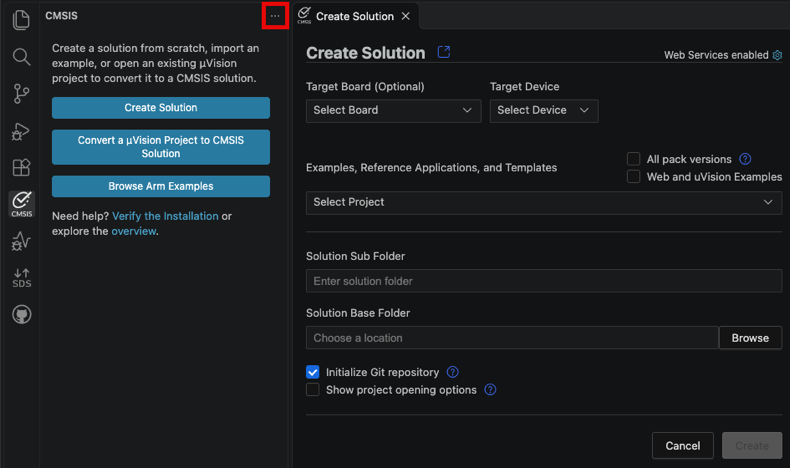 CMSIS
...
Create a solution from scratch, import an
example, or open an existing µVision
project to convert it to a CMSIS solution.
Create Solution
Convert a µVision Project to CMSIS
Solution
Browse Arm Examples
Need help? Verify the Installation or
explore the overview.
CMSIS
SDS
CMSIS
Create Solution
Create Solution
Web Services enabled
Target Board (Optional)
Target Device
Select Board
Select Device
Examples, Reference Applications, and Templates
All pack versions
Web and uVision Examples
Select Project
Solution Sub Folder
Enter solution folder
Solution Base Folder
Choose a location
Browse
Initialize Git repository
Show project opening options
Cancel
Create